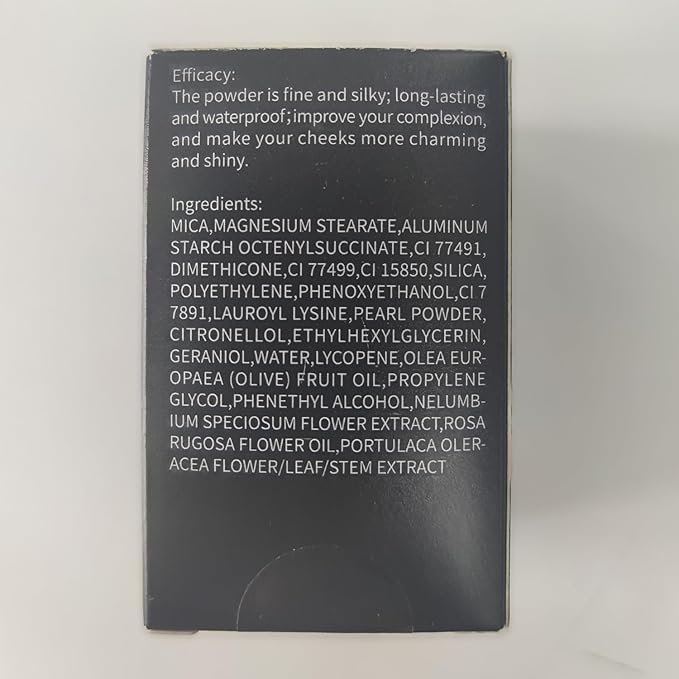 Efficacy:
The powder is fine and silky; long-lasting
and waterproof; improve your complexion,
and make your cheeks more charming
and shiny.
Ingredients:
MICA,MAGNESIUM STEARATE,ALUMINUM
STARCH OCTENYLSUCCINATE,CI 77491,
DIMETHICONE,CI 77499,CI 15850,SILICA,
POLYETHYLENE,PHENOXYETHANOL,CI 7
7891,LAUROYL LYSINE,PEARL POWDER,
CITRONELLOL,ETHYLHEXYLGLYCERIN,
GERANIOL,WATER,LYCOPENE,OLEA EUR-
OPAEA (OLIVE) FRUIT OIL,PROPYLENE
GLYCOL,PHENETHYL ALCOHOL,NELUMB-
IUM SPECIOSUM FLOWER EXTRACT,ROSA
RUGOSA FLOWER OIL,PORTULACA OLER-
ACEA FLOWER/LEAF/STEM EXTRACT